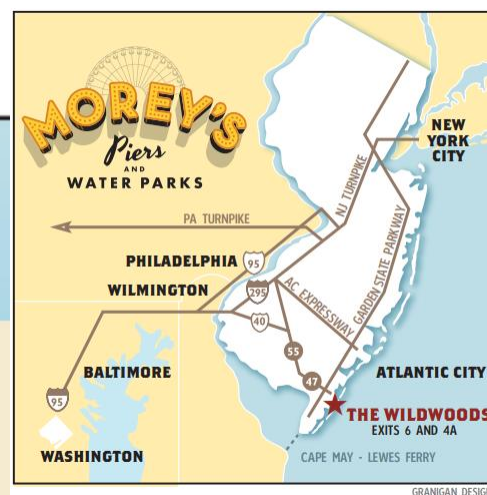 MOREY'S
Piers
AND
WATER PARKS
NEW
YORK
CITY
PA TURNPIKE
NJ TURNPIKE
GARDEN STATE PARKWAY
PHILADELPHIA
95
WILMINGTON
295
AC EXPRESSWAY
40
55
47
BALTIMORE
ATLANTIC CITY
95
THE WILDWOODS
EXITS 6 AND 4A
WASHINGTON
CAPE MAY - LEWES FERRY
GRANIGAN DESIGN